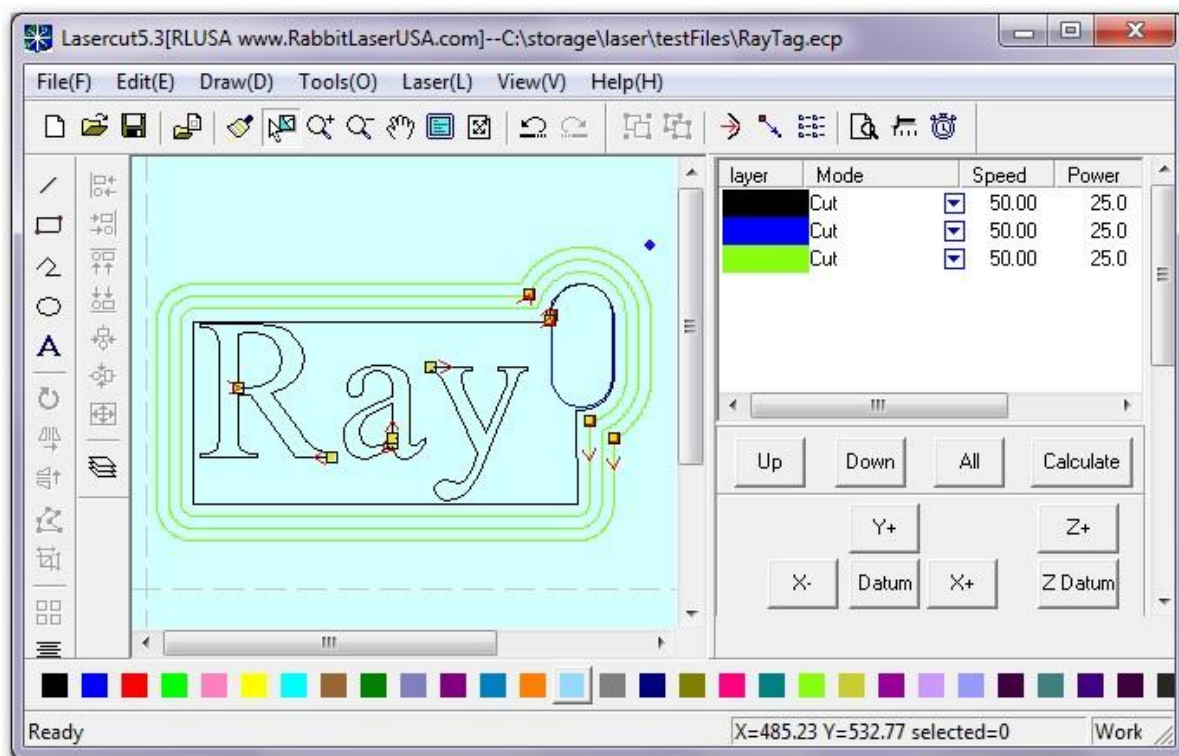 Lasercut5.3[RLUSA www.RabbitLaserUSA.com]--C:\storage\laser\testFiles\RayTag.ecp
File(F) Edit(E) Draw(D) Tools(O) Laser(L) View(V) Help(H)
layer Mode Speed Power
Cut 50.00 25.0
Cut 50.00 25.0
Cut 50.00 25.0
Ray
Up Down All Calculate
Y+ Z+
X- Datum X+ Z Datum
A
Ready X=485.23 Y=532.77 selected=0 Work